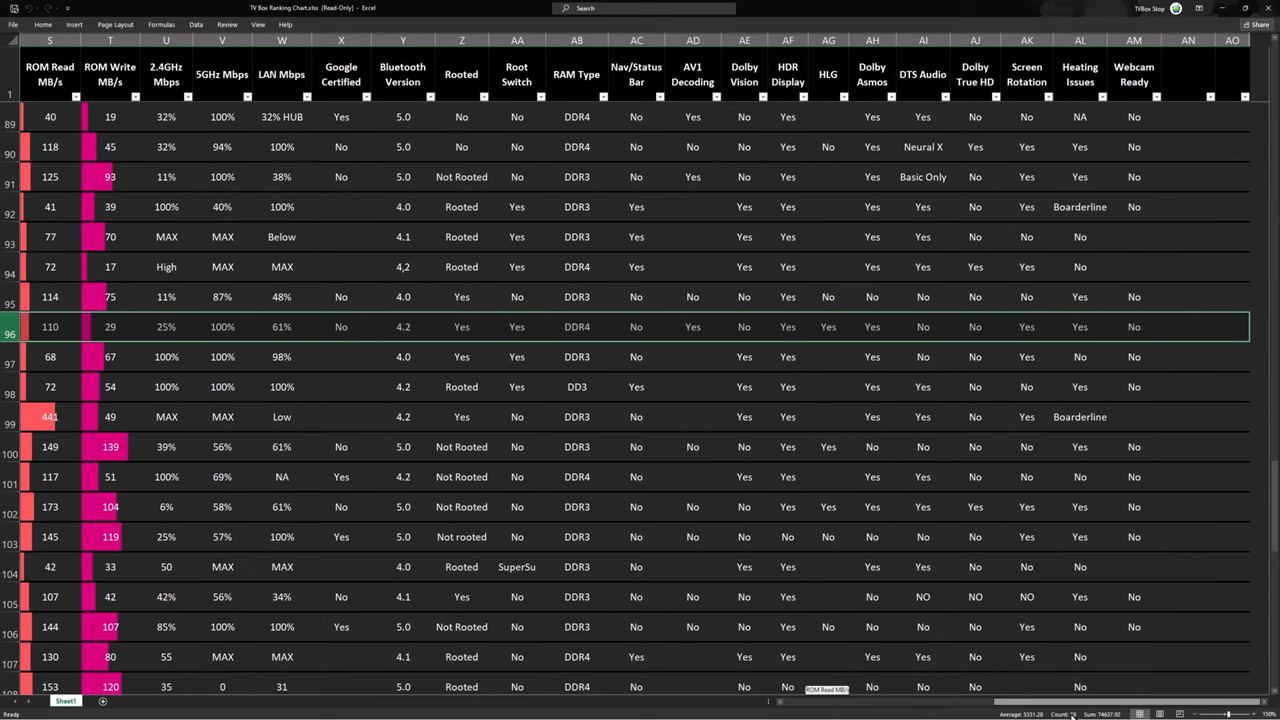 TV Box Ranking Chart.xlsx [Read-Only] - Excel
Search
TVBox Stop
File Home Insert Page Layout Formulas Data Review View Help Share
S T U V W X Y Z AA AB AC AD AE AF AG AH AI AJ AK AL AM AN AO
1 ROM Read MB/s ROM Write MB/s 2.4GHz Mbps 5GHz Mbps LAN Mbps Google Certified Bluetooth Version Rooted Root Switch RAM Type Nav/Status Bar AV1 Decoding Dolby Vision HDR Display HLG Dolby Asmos DTS Audio Dolby True HD Screen Rotation Heating Issues Webcam Ready
89 40 19 32% 100% 32% HUB Yes 5.0 No No DDR4 No Yes Yes Yes Yes Yes No No NA No
90 118 45 32% 94% 100% No 5.0 No No DDR4 No No No Yes No Yes Neural X Yes Yes Yes No
91 125 93 11% 100% 38% No 5.0 Not Rooted No DDR3 No Yes No Yes Yes Basic Only No Yes Yes No
92 41 39 100% 40% 100% 4.0 Rooted Yes DDR3 Yes Yes Yes Yes Yes No Yes Boarderline No
93 77 70 MAX MAX Below 4.1 Rooted Yes DDR3 Yes Yes Yes Yes Yes No No No
94 72 17 High MAX MAX 4,2 Rooted Yes DDR4 Yes Yes Yes Yes Yes Yes Yes No
95 114 75 11% 87% 48% No 4.0 Yes No DDR3 No No No Yes No No No No No Yes No
96 110 29 25% 100% 61% No 4.2 Yes Yes DDR4 No Yes No Yes Yes Yes No No Yes Yes No
97 68 67 100% 100% 98% 4.0 Yes Yes DDR3 No Yes Yes Yes No No No Yes No
98 72 54 100% 100% 100% 4.2 Rooted Yes DD3 Yes Yes Yes Yes No No Yes No No
99 441 49 MAX MAX Low 4.2 Yes No DDR3 No Yes Yes Yes Yes No Yes Boarderline
100 149 139 39% 56% 61% No 5.0 Not Rooted No DDR3 No No No Yes Yes No No No No Yes No
101 117 51 100% 69% NA Yes 4.2 Not Rooted No DDR4 No Yes Yes Yes Yes No No No No
102 173 104 6% 58% 61% No 5.0 Not Rooted No DDR3 No No No Yes Yes Yes Yes Yes Yes No No
103 145 119 25% 57% 100% Yes 5.0 Not rooted No DDR3 No No No No No No No No No No No
104 42 33 50 MAX MAX 4.0 Rooted SuperSu DDR3 No Yes Yes Yes Yes No No No
105 107 42 42% 56% 34% No 4.1 Yes No DDR3 No No No Yes No Yes NO NO NO Yes No
106 144 107 85% 100% 100% Yes 5.0 Not Rooted No DDR3 No No No Yes No No No No Yes No No
107 130 80 55 MAX MAX 4.1 Rooted No DDR4 Yes Yes Yes Yes Yes No Yes No
153 120 35 0 31 5.0 Rooted No DDR3 No No No No No No No No
ROM Read MB/s
Sheet1
Ready Average: 5331.28 Sum: 74637.92 150%